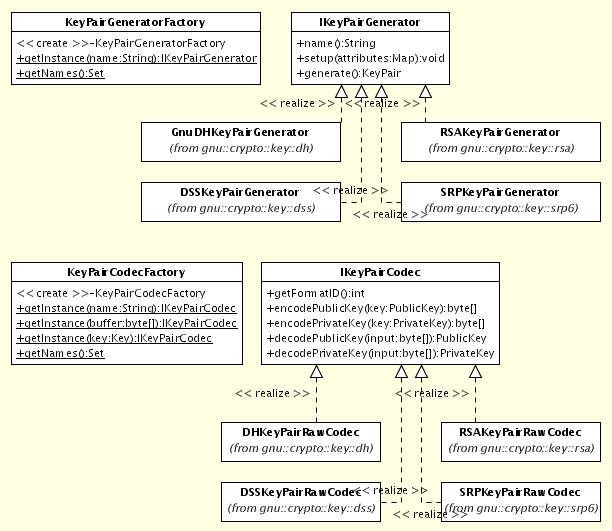 KeyPairGeneratorFactory
<< create >>-KeyPairGeneratorFactory
+getInstance(name:String):IKeyPairGenerator
+getNames():Set
IKeyPairGenerator
+name():String
+setup(attributes:Map):void
+generate():KeyPair
<< realize >>
<< realize >>
GnuDHKeyPairGenerator
(from gnu::crypto::key::dh)
RSAKeyPairGenerator
(from gnu::crypto::key::rsa)
DSSKeyPairGenerator
(from gnu::crypto::key::dss)
<< realize >>
<< realize >>
SRPKeyPairGenerator
(from gnu::crypto::key::srp6)
KeyPairCodecFactory
<< create >>-KeyPairCodecFactory
+getInstance(name:String):IKeyPairCodec
+getInstance(buffer:byte[]):IKeyPairCodec
+getInstance(key:Key):IKeyPairCodec
+getNames():Set
IKeyPairCodec
+getFormatID():int
+encodePublicKey(key:PublicKey):byte[]
+encodePrivateKey(key:PrivateKey):byte[]
+decodePublicKey(input:byte[]):PublicKey
+decodePrivateKey(input:byte[]):PrivateKey
<< realize >>
<< realize >>
DHKeyPairRawCodec
(from gnu::crypto::key::dh)
RSAKeyPairRawCodec
(from gnu::crypto::key::rsa)
DSSKeyPairRawCodec
(from gnu::crypto::key::dss)
<< realize >>
<< realize >>
SRPKeyPairRawCodec
(from gnu::crypto::key::srp6)